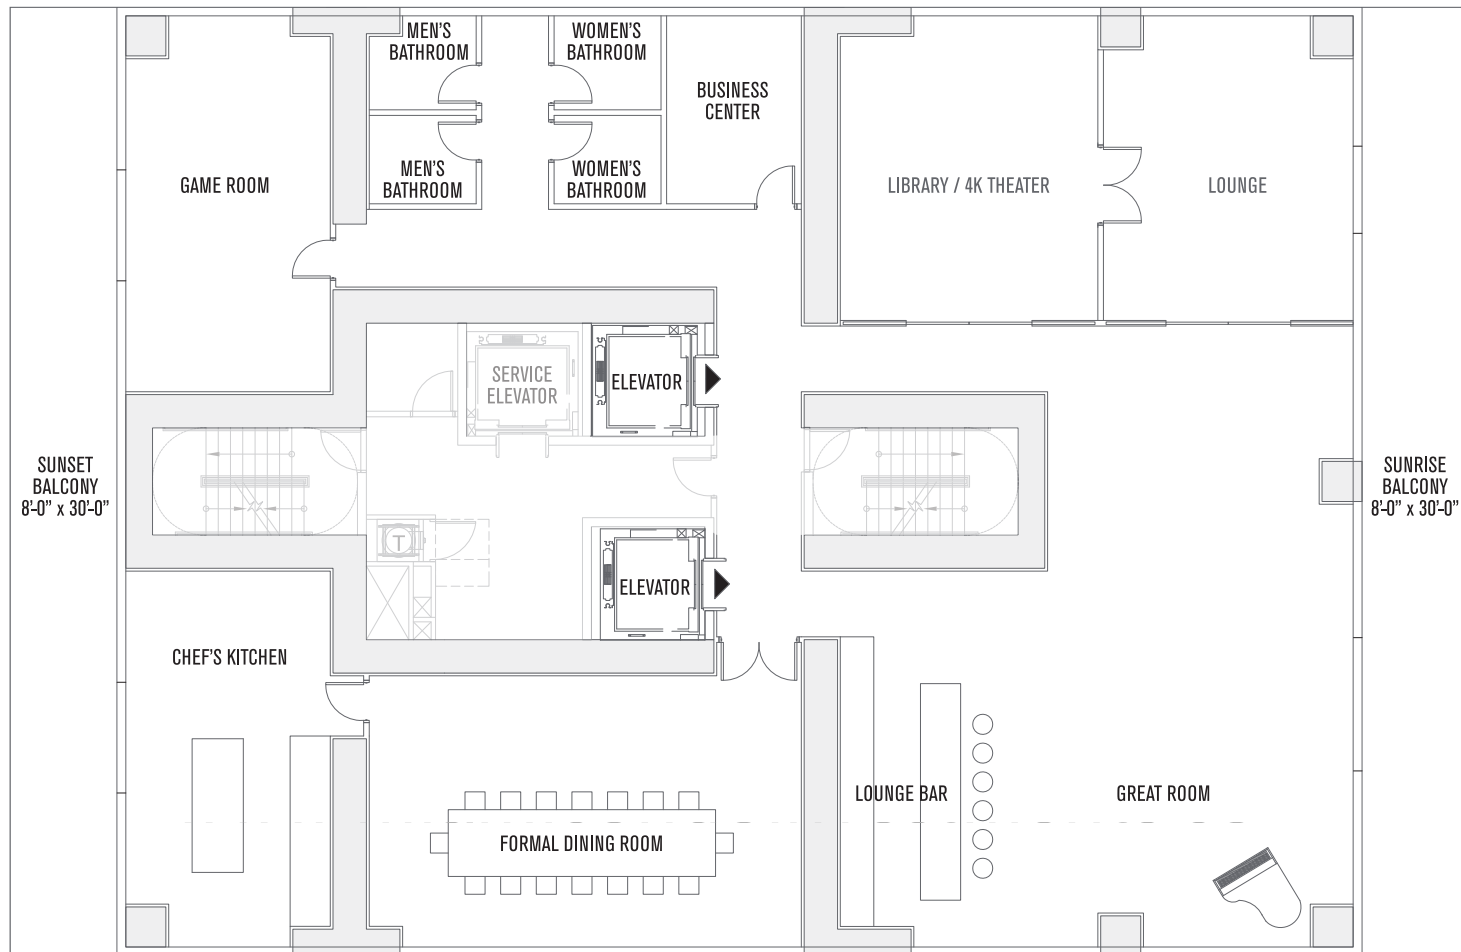 MEN'S
BATHROOM
WOMEN'S
BATHROOM
BUSINESS
CENTER
MEN'S
BATHROOM
WOMEN'S
BATHROOM
GAME ROOM
LIBRARY / 4K THEATER
LOUNGE
SERVICE
ELEVATOR
ELEVATOR
SUNSET
BALCONY
8'-0" x 30'-0"
SUNRISE
BALCONY
8'-0" x 30'-0"
T
ELEVATOR
CHEF'S KITCHEN
LOUNGE BAR
GREAT ROOM
FORMAL DINING ROOM